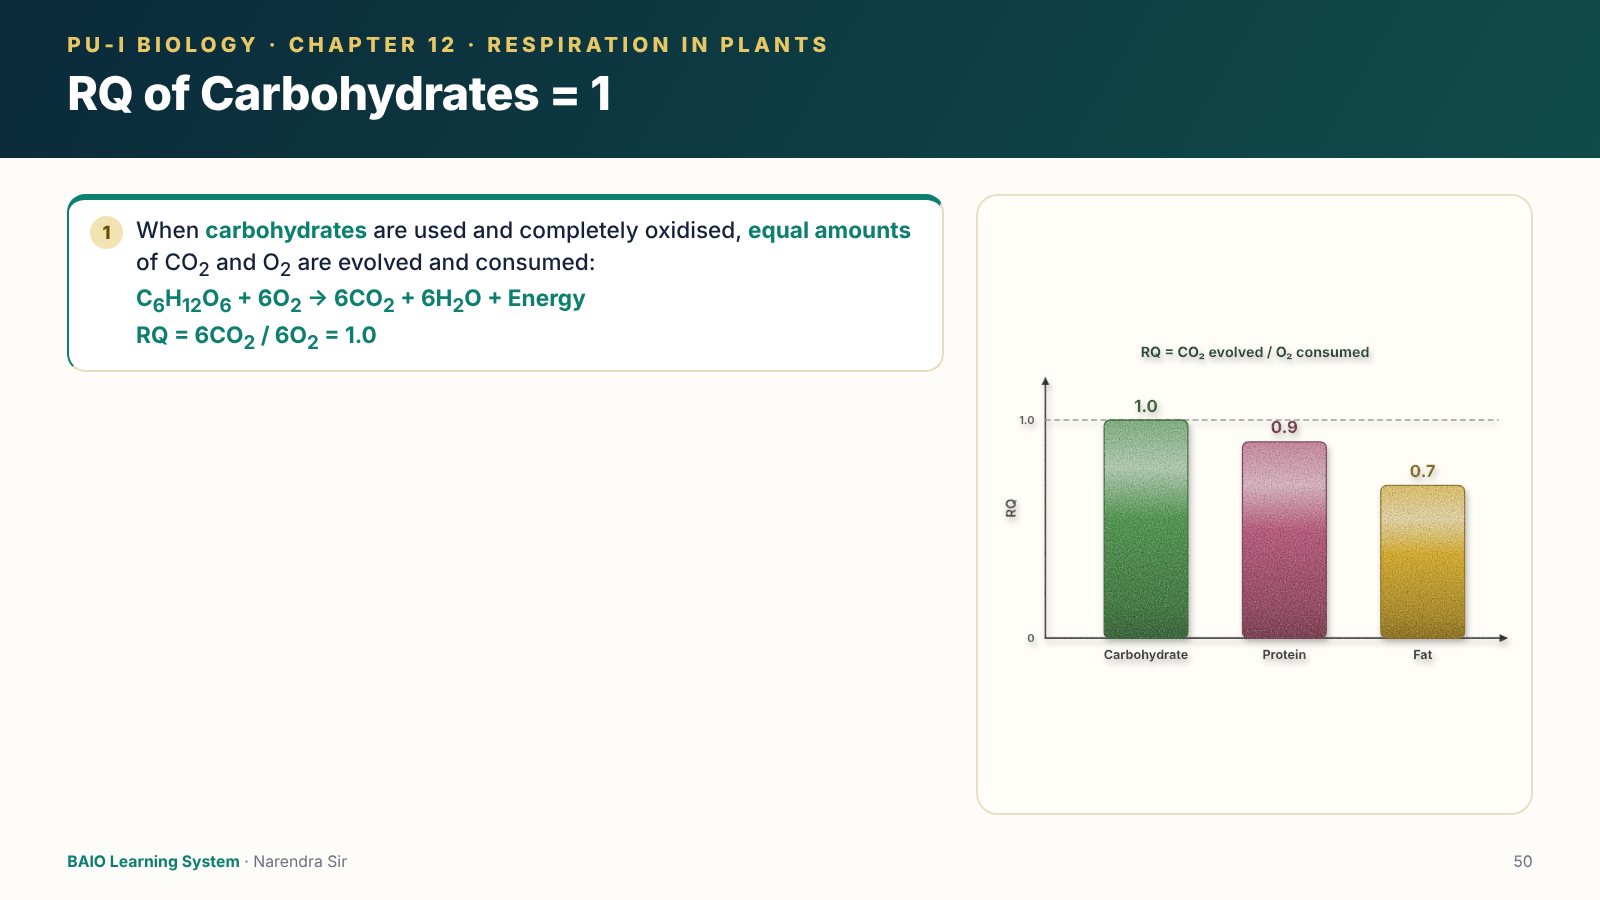 PU-I BIOLOGY · CHAPTER 12 · RESPIRATION IN PLANTS
RQ of Carbohydrates = 1
1
When carbohydrates are used and completely oxidised, equal amounts
of CO₂ and O₂ are evolved and consumed:
C₆H₁₂O₆ + 6O₂ → 6CO₂ + 6H₂O + Energy
RQ = 6CO₂ / 6O₂ = 1.0
RQ = CO₂ evolved / O₂ consumed
1.0
1.0
0.9
0.7
RQ
0
Carbohydrate
Protein
Fat
BAIO Learning System · Narendra Sir
50